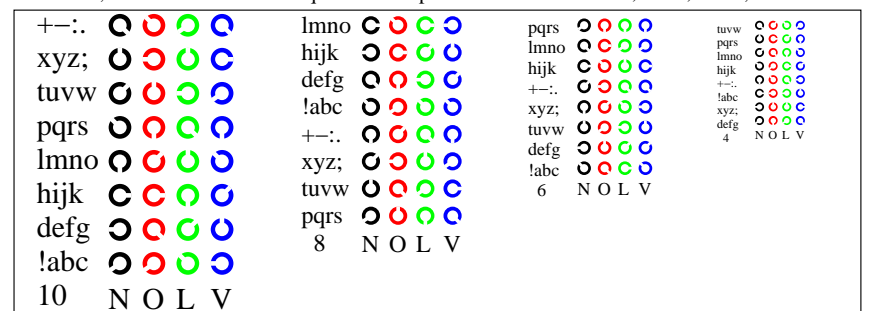 +−:.
xyz;
tuvw
pqrs
lmno
hijk
defg
!abc
10 N O L V
lmno
hijk
defg
!abc
+−:.
xyz;
tuvw
pqrs
8 N O L V
pqrs
lmno
hijk
+−:.
xyz;
tuvw
defg
!abc
6 N O L V
tuvw
pqrs
lmno
hijk
+−:.
!abc
xyz;
defg
4 N O L V